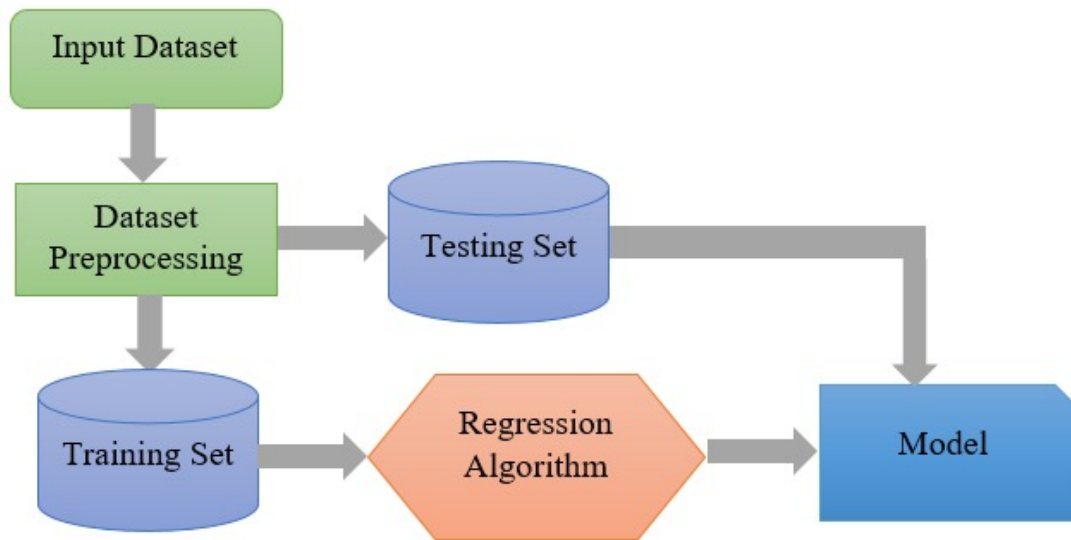 Input Dataset
Dataset
Preprocessing
Testing Set
Training Set
Regression
Algorithm
Model